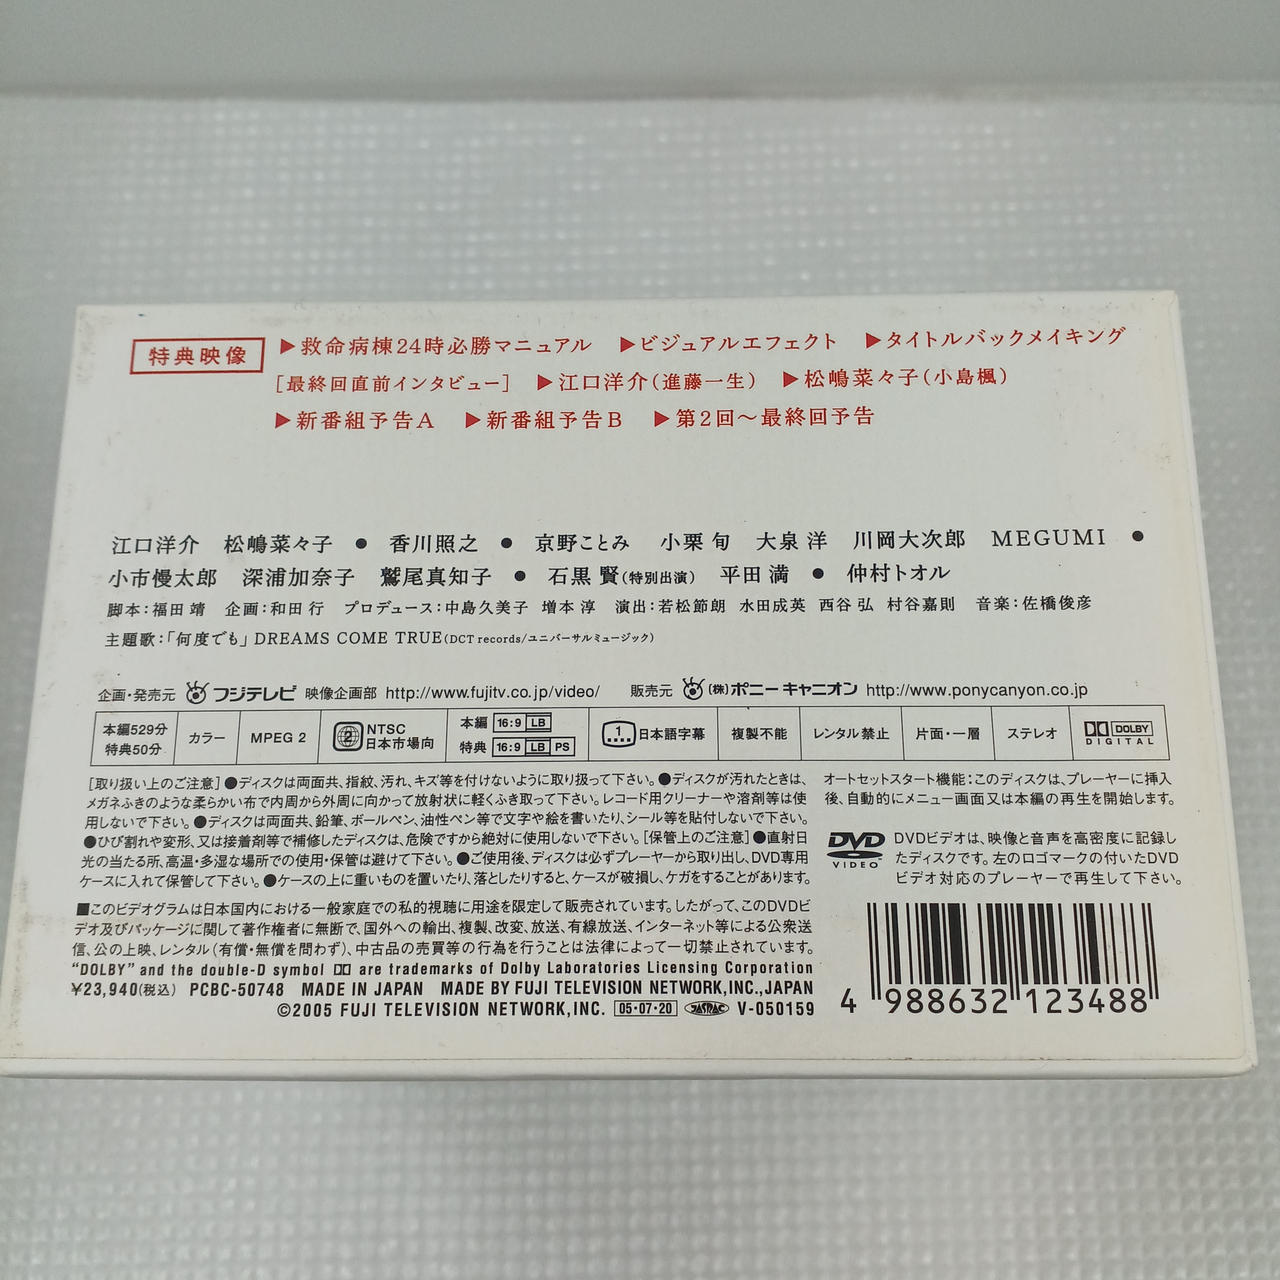 特典映像 ▶救命病棟24時必勝マニュアル ▶ビジュアルエフェクト ▶タイトルバックメイキング
[最終回直前インタビュー] ▶江口洋介(進藤一生) ▶松嶋菜々子(小島楓)
▶新番組予告A ▶新番組予告B ▶第2回〜最終回予告
江口洋介 松嶋菜々子 ● 香川照之 ● 京野ことみ 小栗 旬 大泉 洋 川岡大次郎 MEGUMI ●
小市慢太郎 深浦加奈子 鷲尾真知子 ● 石黒 賢(特別出演) 平田 満 ● 仲村トオル
脚本:福田 靖 企画:和田 行 プロデュース:中島久美子 増本 淳 演出:若松節朗 水田成英 西谷 弘 村谷嘉則 音楽:佐橋俊彦
主題歌:「何度でも」DREAMS COME TRUE(DCT records/ユニバーサルミュージック)
企画・発売元 フジテレビ 映像企画部 http://www.fujitv.co.jp/video/ 販売元 (株)ポニーキャニオン http://www.ponycanyon.co.jp
本編529分
特典50分
カラー
MPEG 2
2 NTSC
日本市場向
本編 16:9 LB
特典 16:9 LB PS
1 日本語字幕
複製不能
レンタル禁止
片面・一層
ステレオ
DOLBY
DIGITAL
[取り扱い上のご注意] ●ディスクは両面共、指紋、汚れ、キズ等を付けないように取り扱って下さい。●ディスクが汚れたときは、
メガネふきのような柔らかい布で内周から外周に向かって放射状に軽くふき取って下さい。レコード用クリーナーや溶剤等は使
用しないで下さい。●ディスクは両面共、鉛筆、ボールペン、油性ペン等で文字や絵を書いたり、シール等を貼付しないで下さい。
●ひび割れや変形、又は接着剤等で補修したディスクは、危険ですから絶対に使用しないで下さい。[保管上のご注意]●直射日
光の当たる所、高温・多湿な場所での使用・保管は避けて下さい。●ご使用後、ディスクは必ずプレーヤーから取り出し、DVD専用
ケースに入れて保管して下さい。●ケースの上に重いものを置いたり、落としたりすると、ケースが破損し、ケガをすることがあります。
■このビデオグラムは日本国内における一般家庭での私的視聴に用途を限定して販売されています。したがって、このDVDビ
デオ及びパッケージに関して著作権者に無断で、国外への輸出、複製、改変、放送、有線放送、インターネット等による公衆送
信、公の上映、レンタル(有償・無償を問わず)、中古品の売買等の行為を行うことは法律によって一切禁止されています。
"DOLBY" and the double-D symbol are trademarks of Dolby Laboratories Licensing Corporation
¥23,940(税込) PCBC-50748 MADE IN JAPAN MADE BY FUJI TELEVISION NETWORK,INC.,JAPAN
©2005 FUJI TELEVISION NETWORK,INC. 05・07・20 JASRAC V-050159
オートセットスタート機能:このディスクは、プレーヤーに挿入
後、自動的にメニュー画面又は本編の再生を開始します。
DVD
VIDEO
DVDビデオは、映像と音声を高密度に記録し
たディスクです。左のロゴマークの付いたDVD
ビデオ対応のプレーヤーで再生して下さい。
4 988632 123488